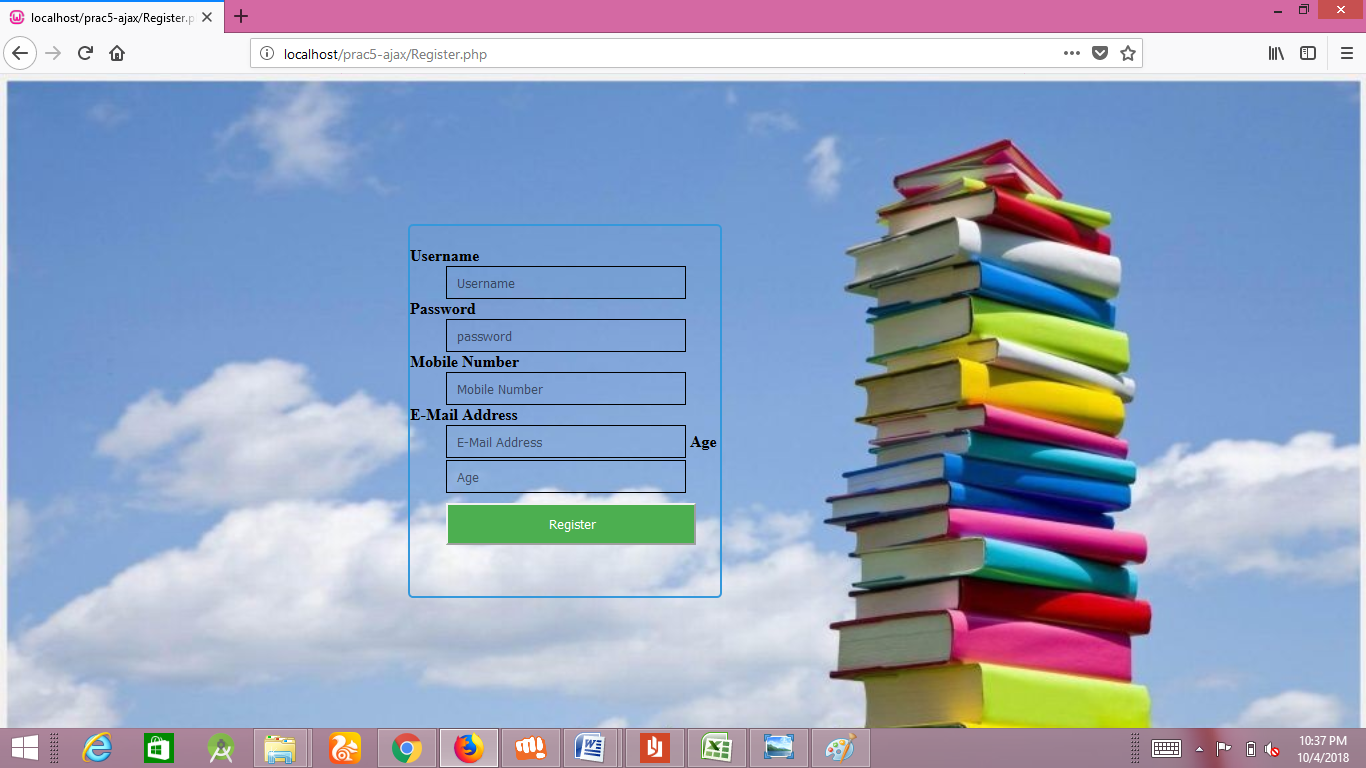 localhost/prac5-ajax/Register.p
localhost/prac5-ajax/Register.php
Username
Username
Password
password
Mobile Number
Mobile Number
E-Mail Address
E-Mail Address Age
Age
Register
10:37 PM
10/4/2018